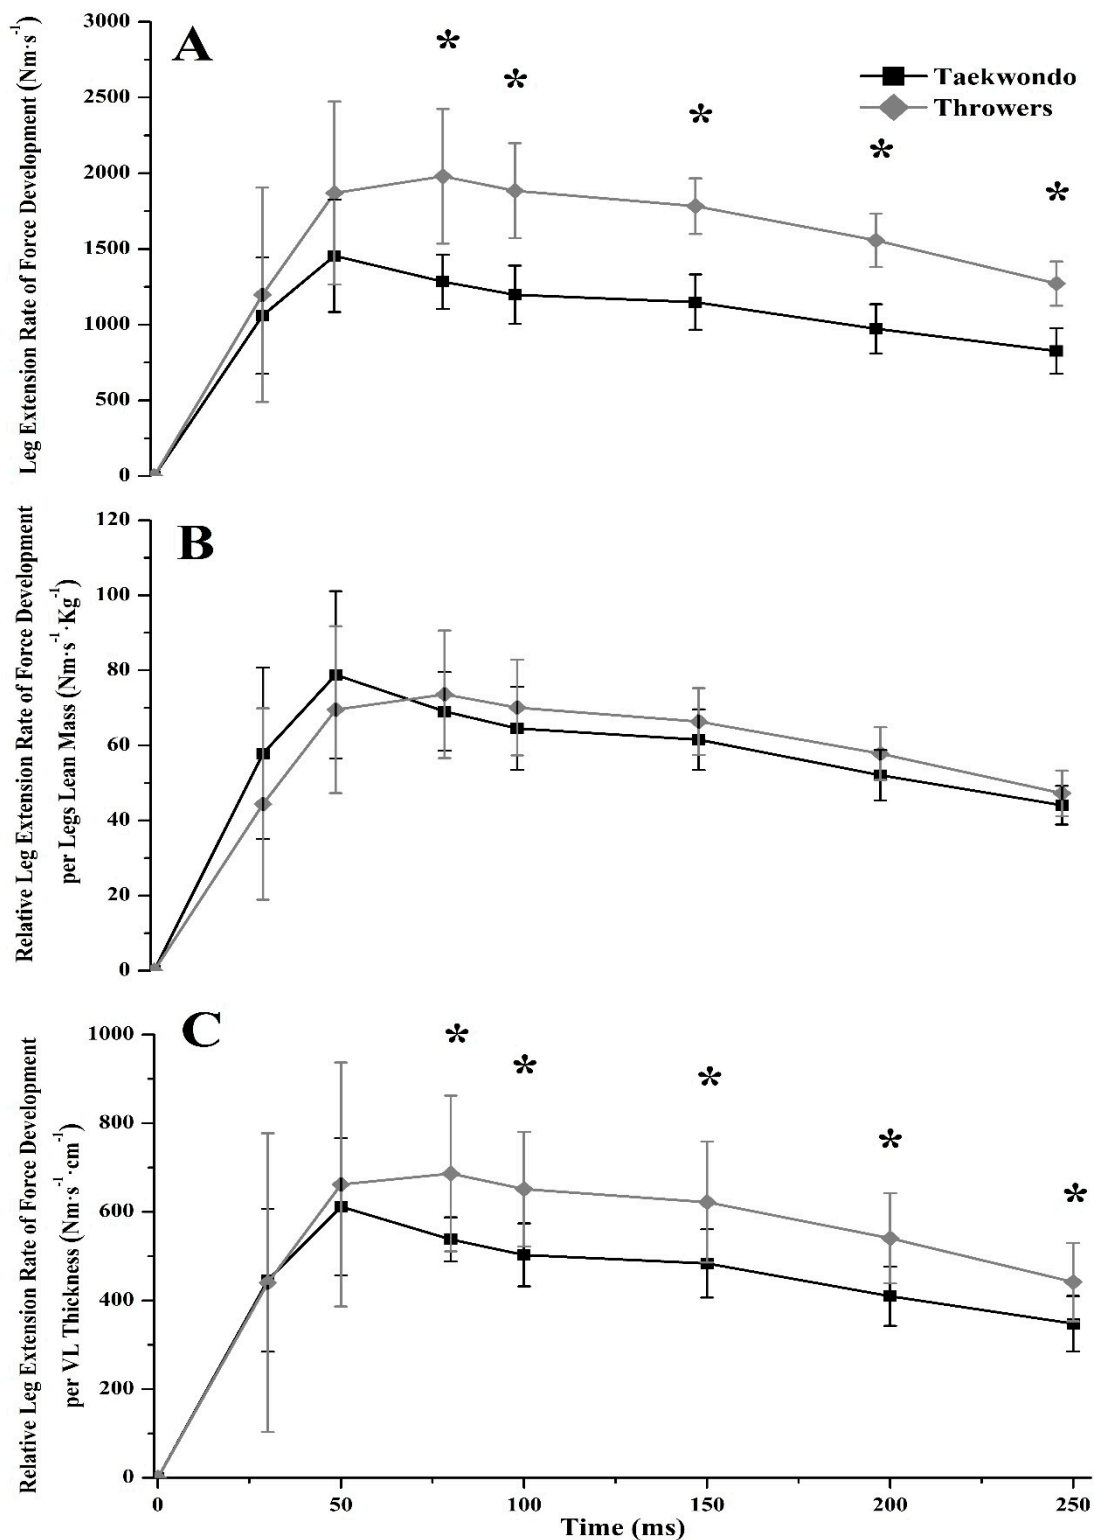 Leg Extension Rate of Force Development (Nm·s⁻¹)
3000
2500
2000
1500
1000
500
0
A
*
*
*
*
*
Taekwondo
Throwers
Relative Leg Extension Rate of Force Development
per Legs Lean Mass (Nm·s⁻¹·Kg⁻¹)
120
100
80
60
40
20
0
B
Relative Leg Extension Rate of Force Development
per VL Thickness (Nm·s⁻¹·cm⁻¹)
1000
800
600
400
200
0
C
*
*
*
*
*
0 50 100 150 200 250
Time (ms)